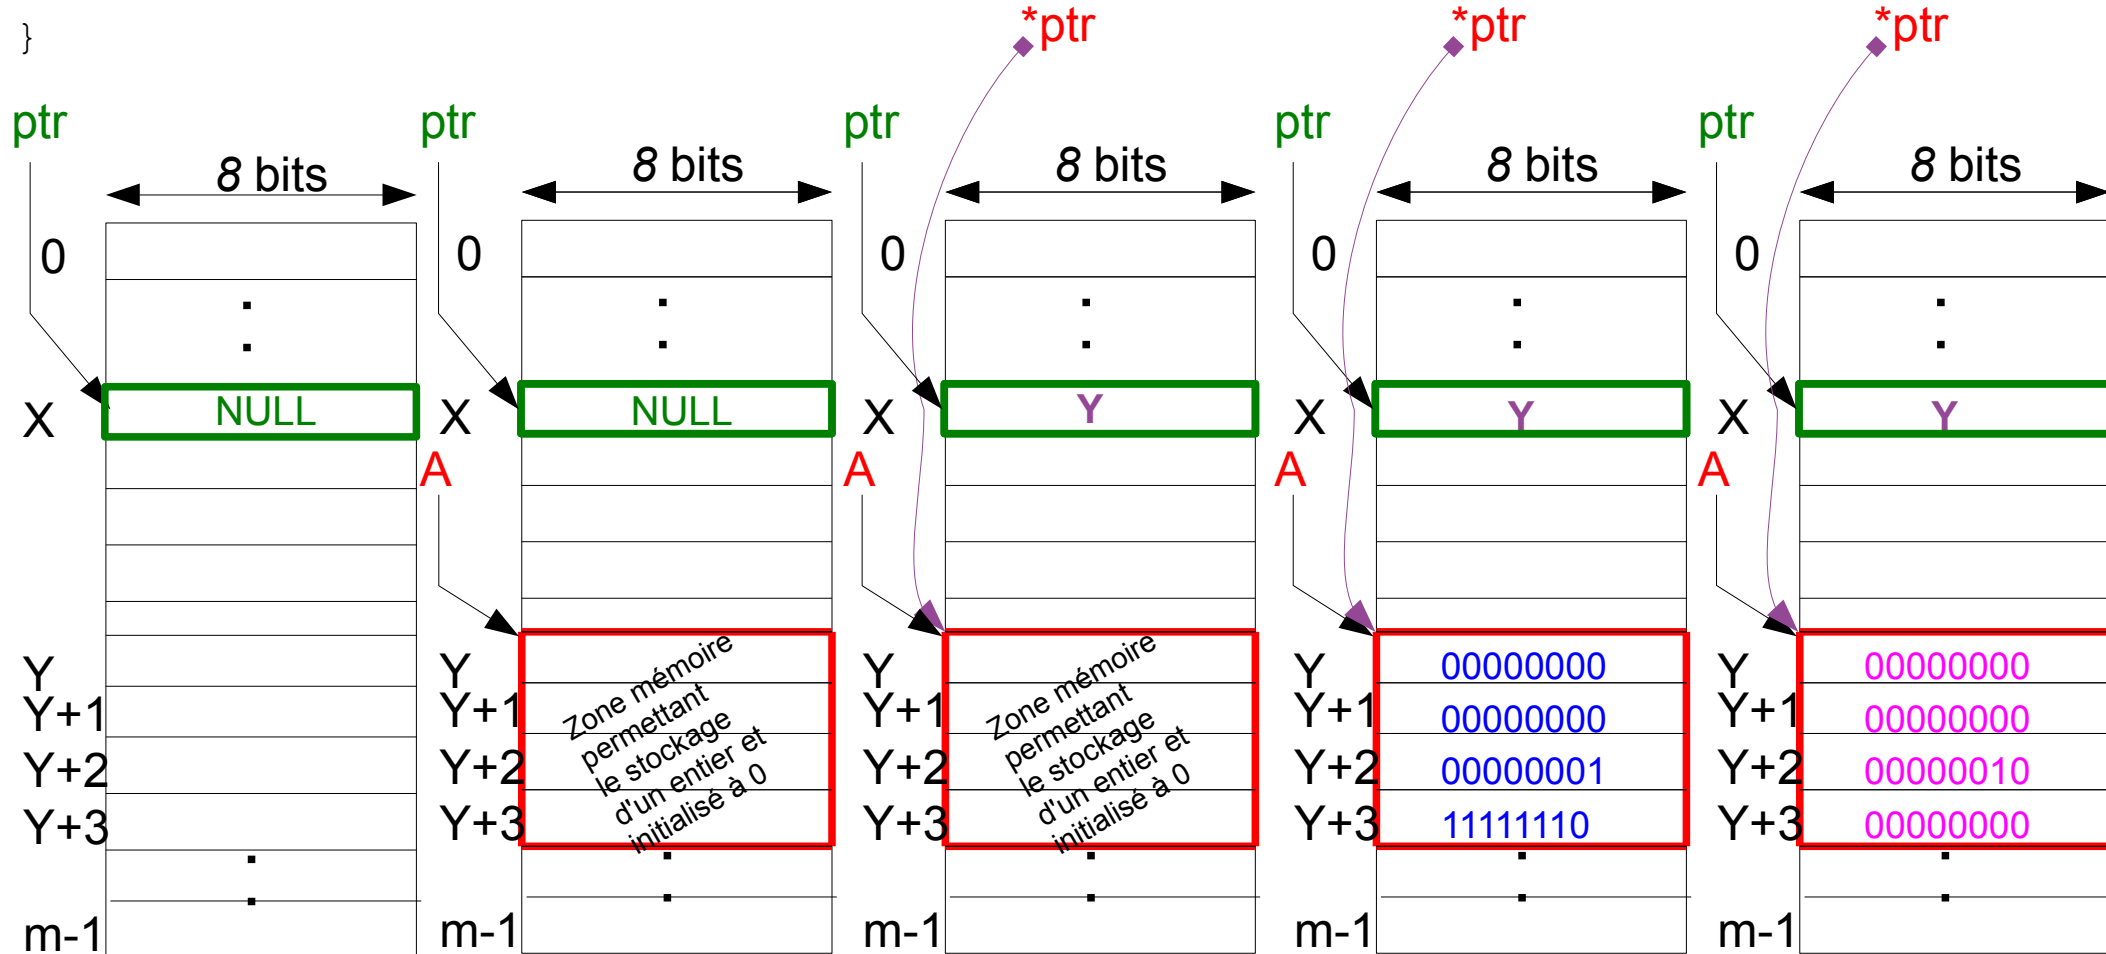 }
*ptr
*ptr
*ptr
ptr
ptr
ptr
ptr
ptr
8 bits
8 bits
8 bits
8 bits
8 bits
0
0
0
0
0
:
:
:
:
:
X
NULL
X
NULL
X
Y
X
Y
X
Y
A
A
A
A
Y
Y+1
Y+2
Y+3
Y
Y+1
Y+2
Y+3
Zone mémoire
permettant
le stockage
d'un entier et
initialisé à 0
Y
Y+1
Y+2
Y+3
Zone mémoire
permettant
le stockage
d'un entier et
initialisé à 0
Y
00000000
Y+1
00000000
Y+2
00000001
Y+3
11111110
Y
00000000
Y+1
00000000
Y+2
00000010
Y+3
00000000
:
:
:
:
:
m-1
m-1
m-1
m-1
m-1